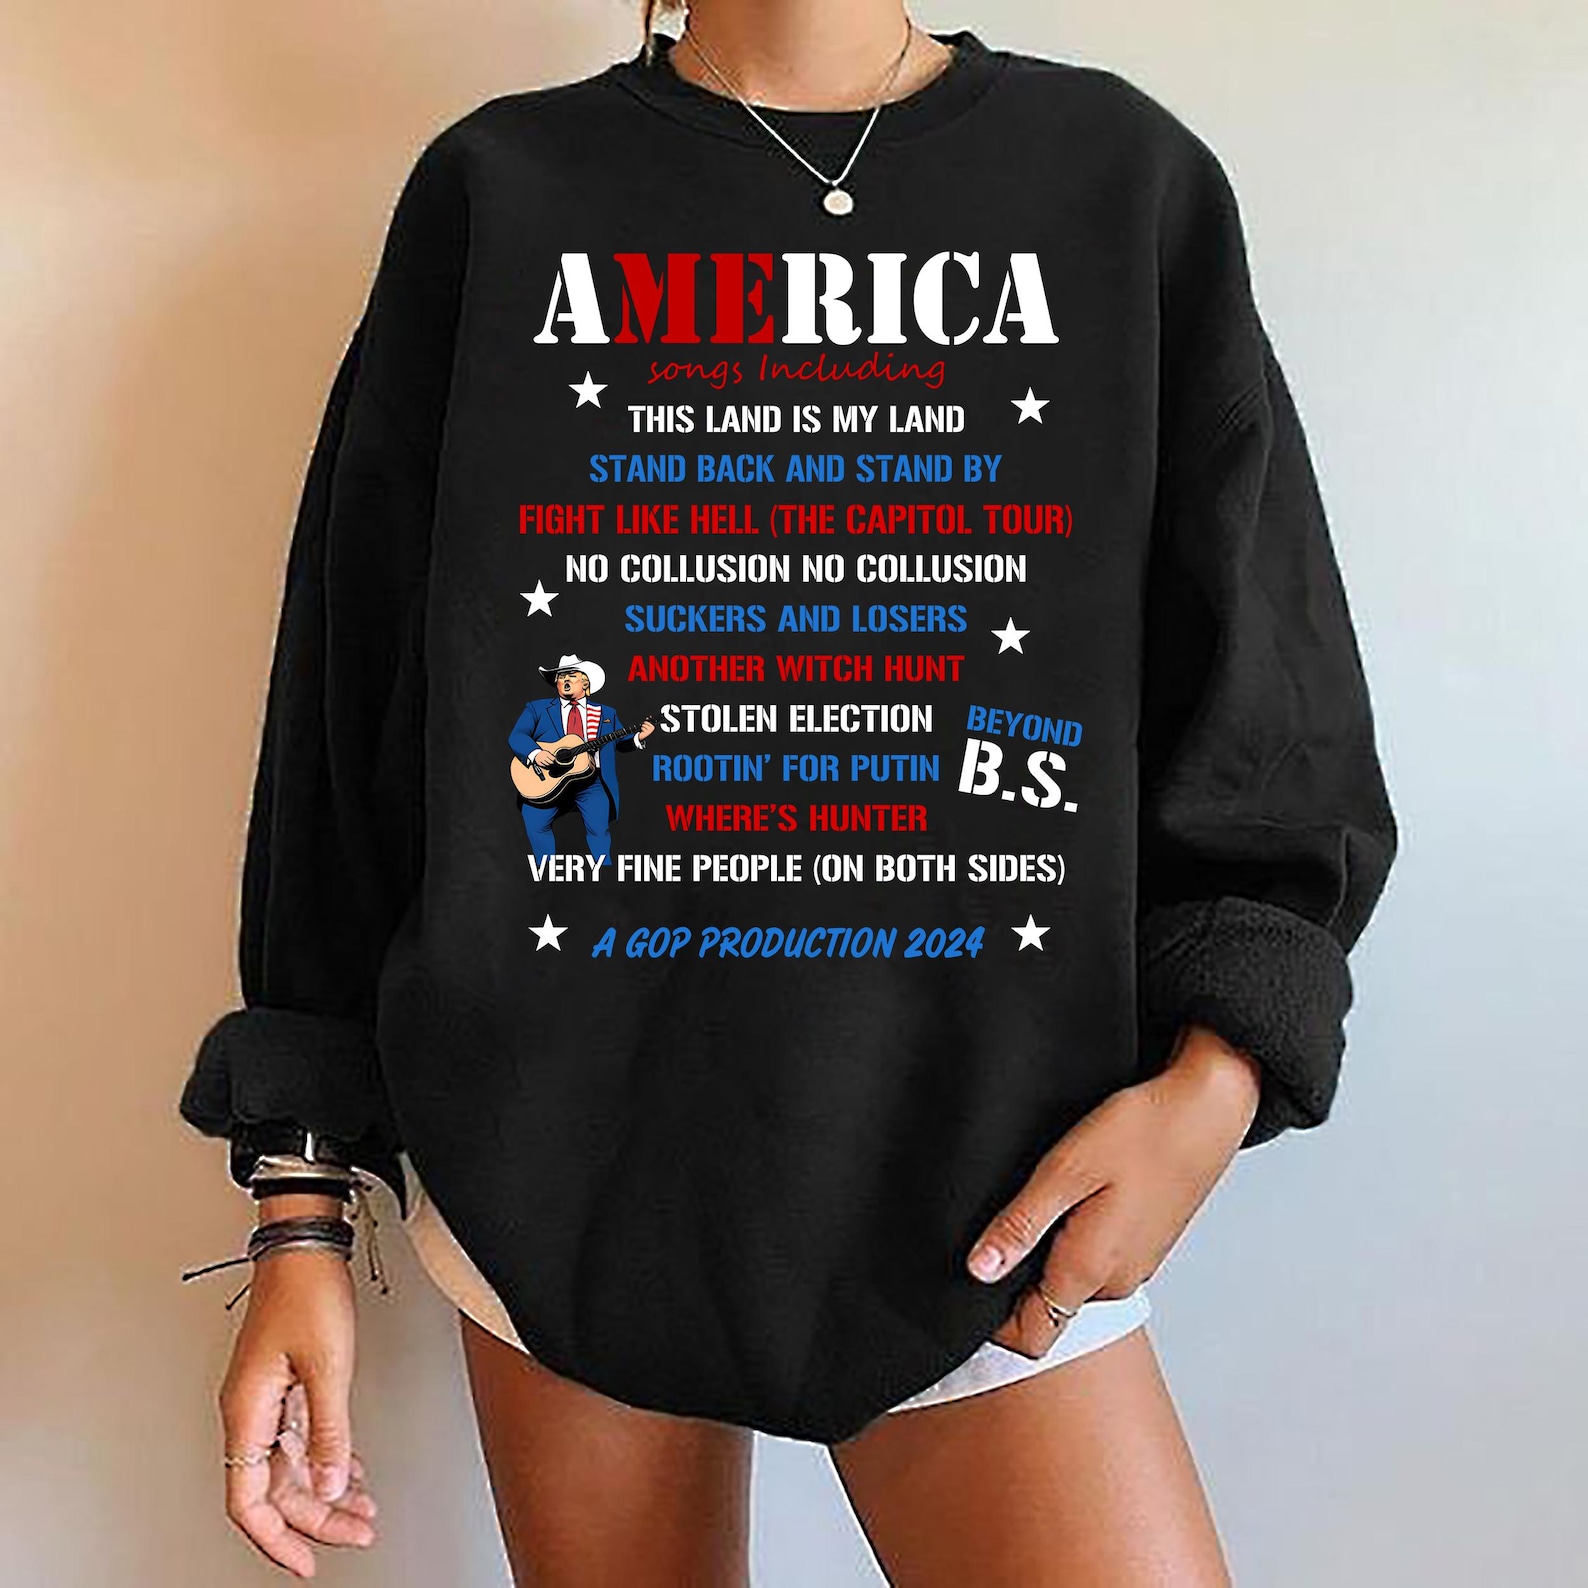 AMERICA
songs Including
THIS LAND IS MY LAND
STAND BACK AND STAND BY
FIGHT LIKE HELL (THE CAPITOL TOUR)
NO COLLUSION NO COLLUSION
SUCKERS AND LOSERS
ANOTHER WITCH HUNT
STOLEN ELECTION
ROOTIN' FOR PUTIN
WHERE'S HUNTER
BEYOND
B.S.
VERY FINE PEOPLE (ON BOTH SIDES)
A GOP PRODUCTION 2024